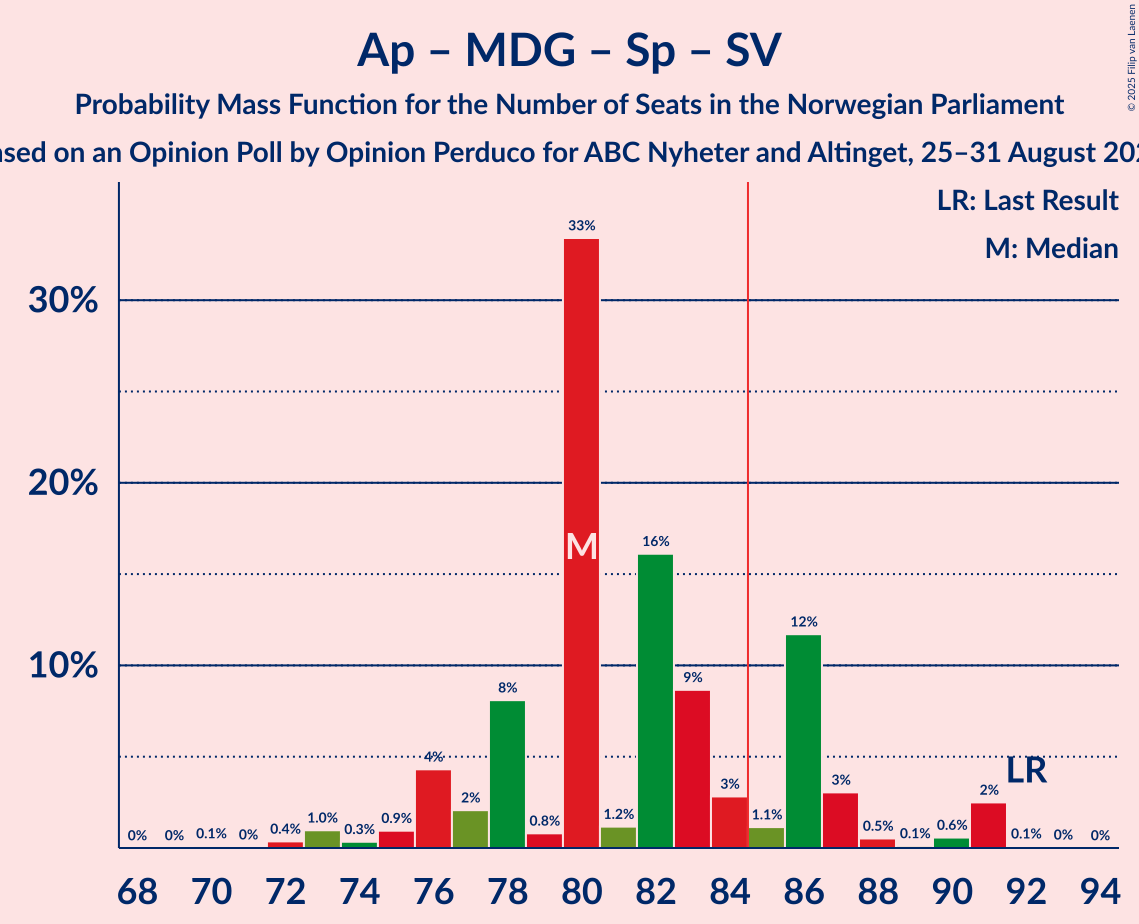 Ap – MDG – Sp – SV
Probability Mass Function for the Number of Seats in the Norwegian Parliament
on an Opinion Poll by Opinion Perduco for ABC Nyheter and Altinget, 25–31 August
© 2025 Filip van Laenen
LR: Last Result
M: Median
30%
20%
10%
0% 0% 0.1% 0% 0.4% 1.0% 0.3% 0.9% 4% 2% 8% 0.8% 33% 1.2% 16% 9% 3% 1.1% 12% 3% 0.5% 0.1% 0.6% 2% 0.1% 0% 0%
M
LR
68 70 72 74 76 78 80 82 84 86 88 90 92 94